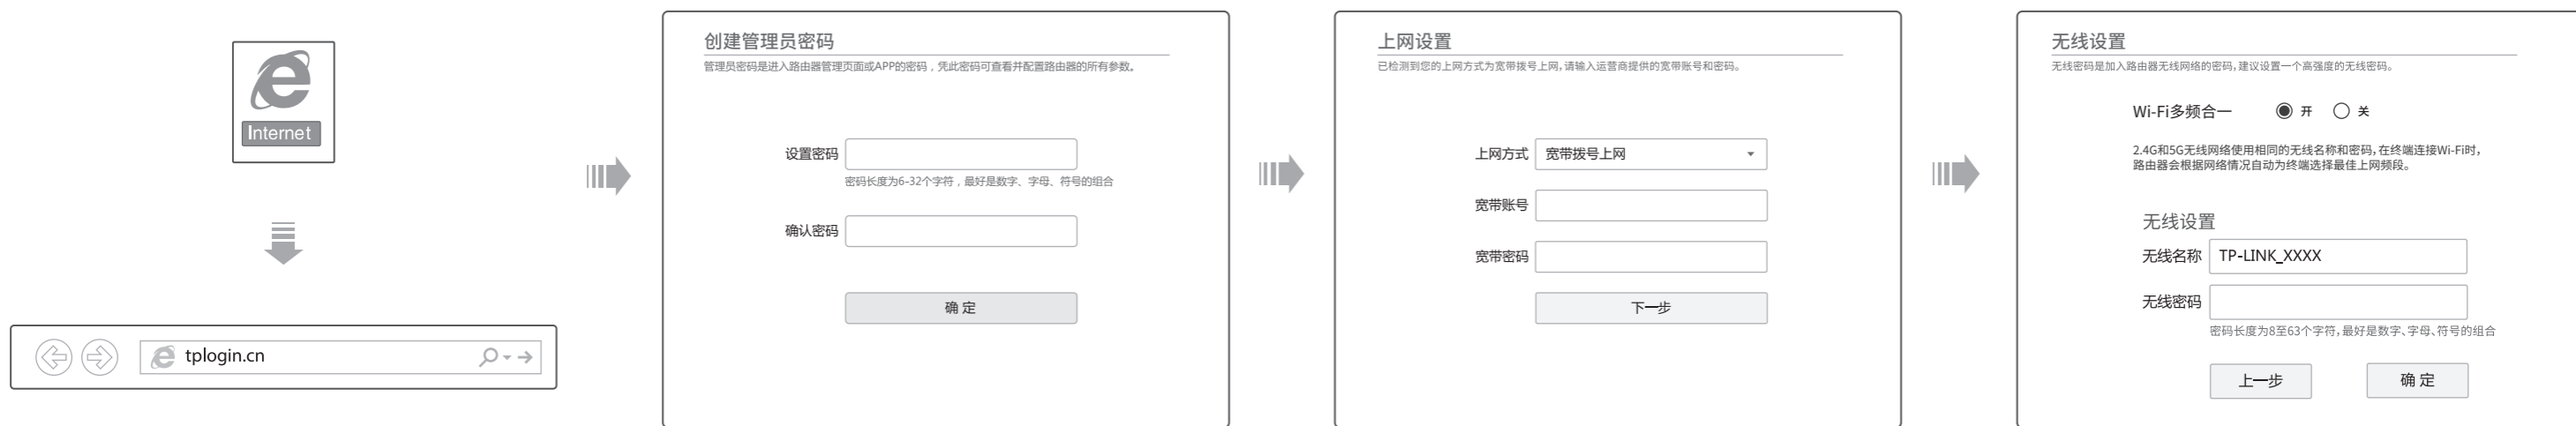 Internet
tplogin.cn
创建管理员密码
管理员密码是进入路由器管理页面或APP的密码，凭此密码可查看并配置路由器的所有参数。
设置密码
密码长度为6-32个字符，最好是数字、字母、符号的组合
确认密码
确 定
上网设置
已检测到您的上网方式为宽带拨号上网,请输入运营商提供的宽带账号和密码。
上网方式 宽带拨号上网
宽带账号
宽带密码
下一步
无线设置
无线密码是加入路由器无线网络的密码,建议设置一个高强度的无线密码。
Wi-Fi多频合一 开 关
2.4G和5G无线网络使用相同的无线名称和密码,在终端连接Wi-Fi时,
路由器会根据网络情况自动为终端选择最佳上网频段。
无线设置
无线名称 TP-LINK_XXXX
无线密码
密码长度为8至63个字符,最好是数字、字母、符号的组合
上一步 确 定